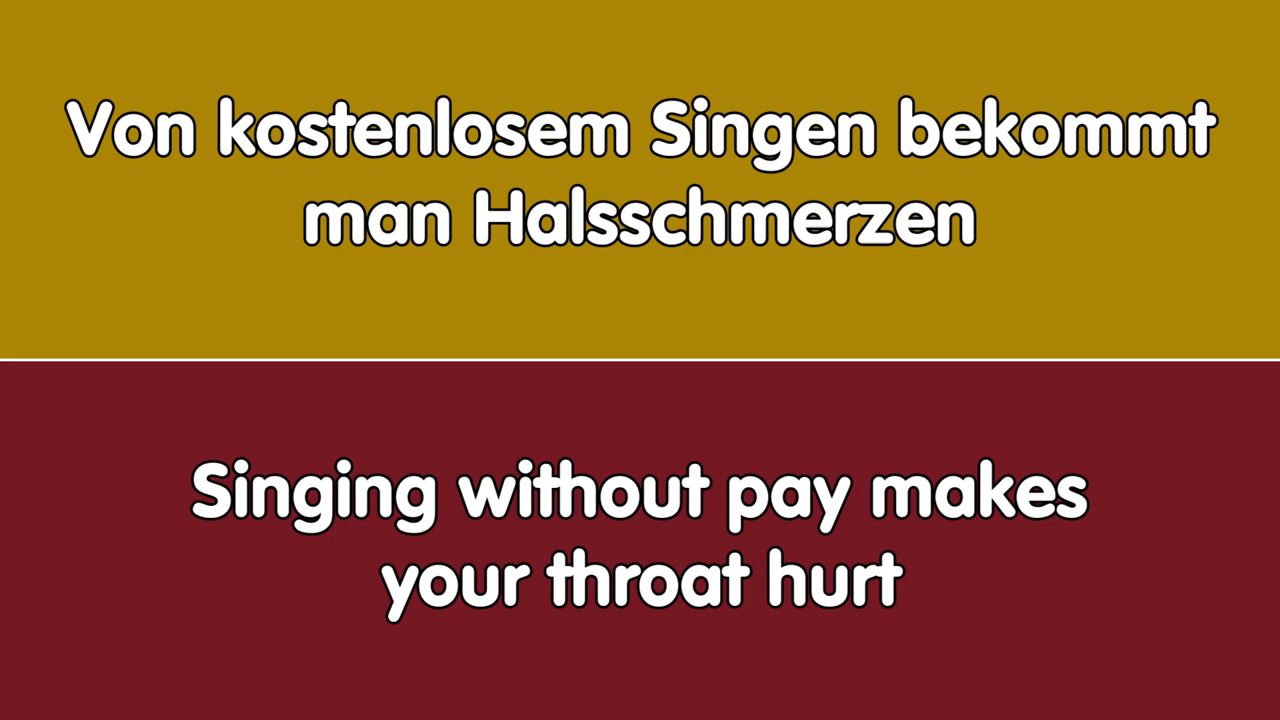 Von kostenlosem Singen bekommt
man Halsschmerzen
Singing without pay makes
your throat hurt